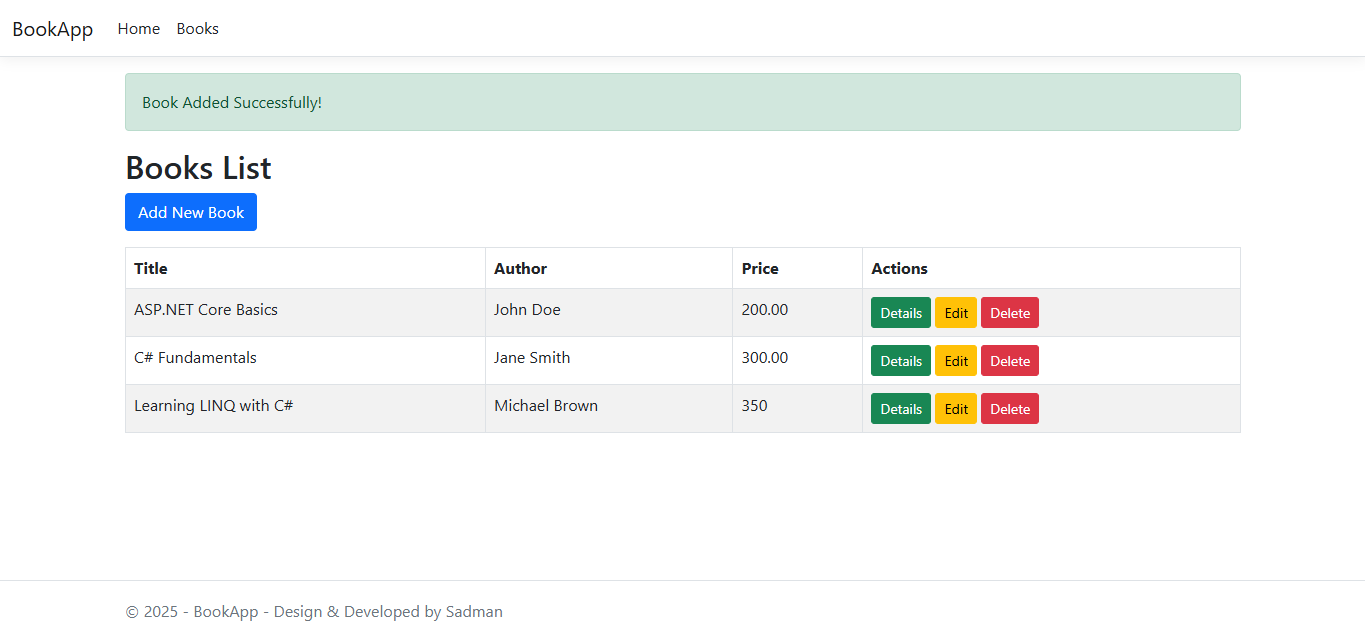 BookApp Home Books
Book Added Successfully!
Books List
Add New Book
Title Author Price Actions
ASP.NET Core Basics John Doe 200.00 Details Edit Delete
C# Fundamentals Jane Smith 300.00 Details Edit Delete
Learning LINQ with C# Michael Brown 350 Details Edit Delete
© 2025 - BookApp - Design & Developed by Sadman